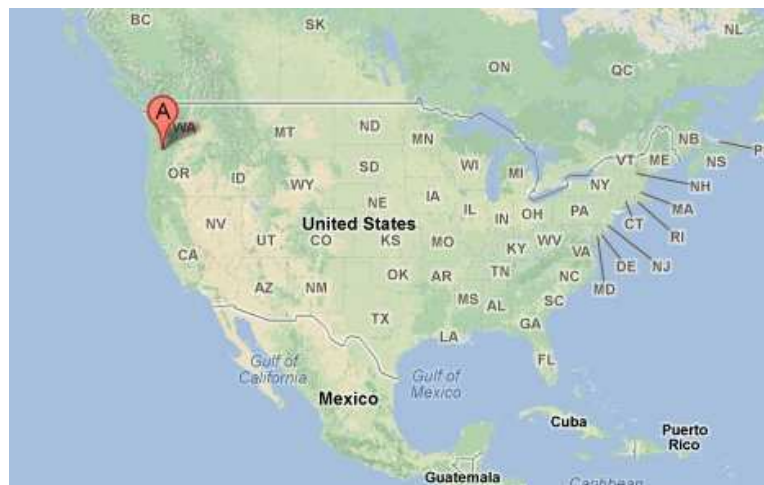 BC
SK
NL
ON
QC
A
WA
MT
ND
MN
NB
P
OR
ID
WY
SD
WI
MI
VT
ME
NS
NY
NH
NV
UT
CO
NE
IA
IL
IN
OH
PA
MA
CT
RI
United States
CA
KS
MO
KY
WV
VA
DE
NJ
MD
AZ
NM
OK
AR
TN
NC
SC
TX
MS
AL
GA
LA
FL
Gulf of
California
Gulf of
Mexico
Mexico
Cuba
Puerto
Rico
Guatemala
Caribbean